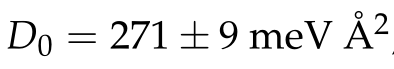 D₀ = 271 ± 9 meV Å²,